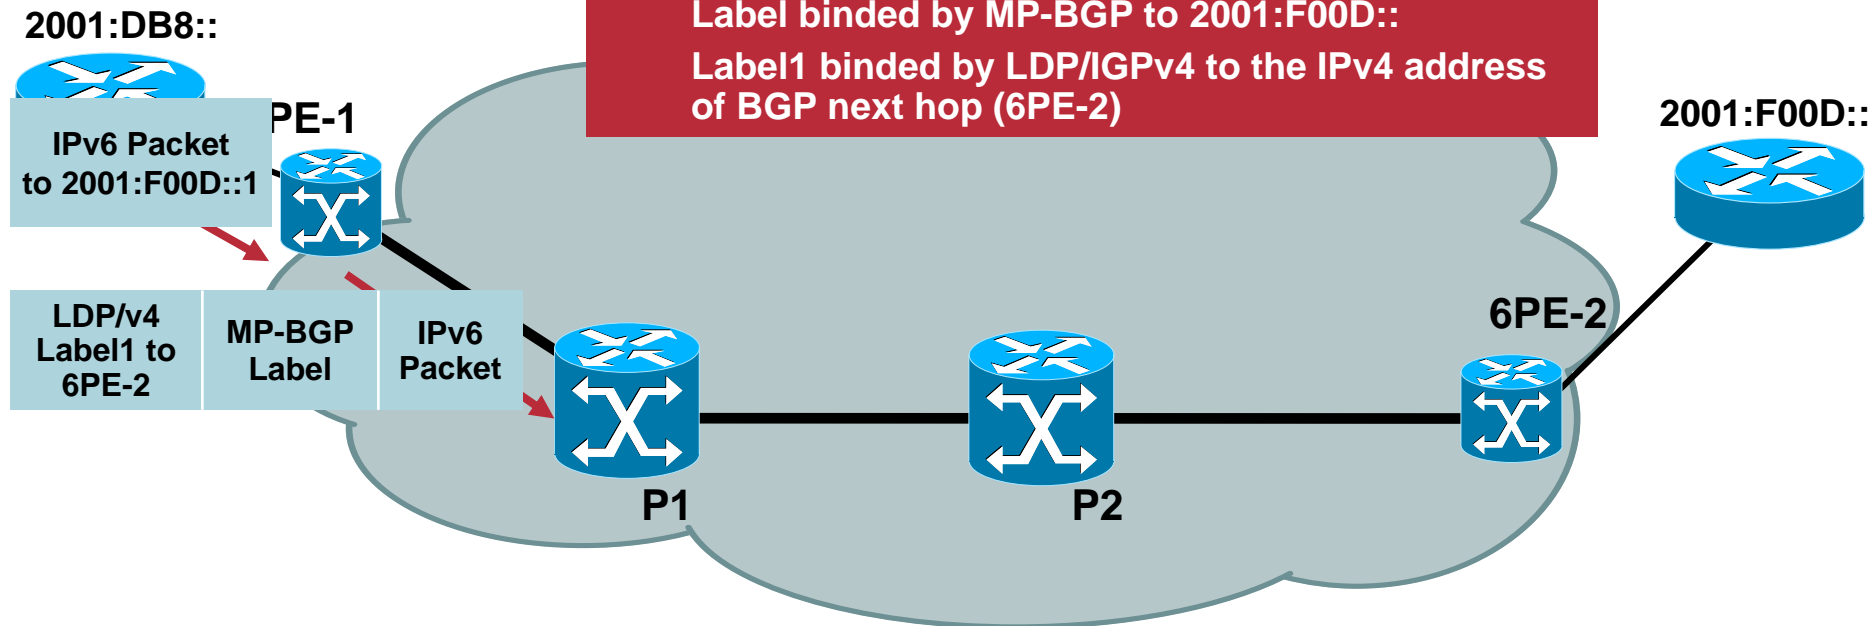 2001:DB8::
Label binded by MP-BGP to 2001:F00D::
Label1 binded by LDP/IGPv4 to the IPv4 address
of BGP next hop (6PE-2)
PE-1
2001:F00D::
IPv6 Packet
to 2001:F00D::1
LDP/v4
Label1 to
6PE-2
MP-BGP
Label
IPv6
Packet
6PE-2
P1
P2